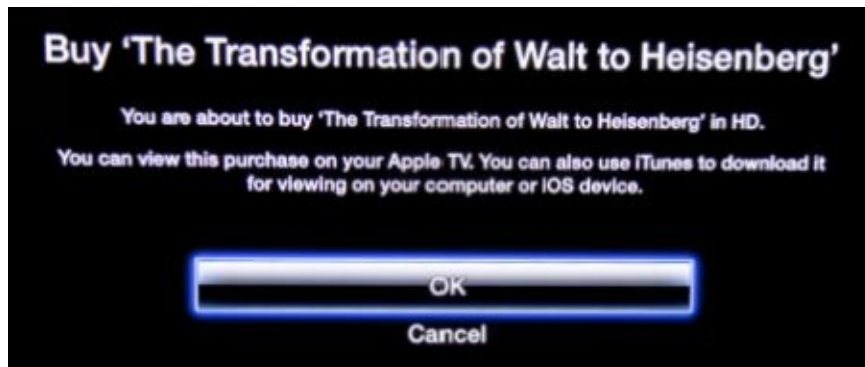 Buy ‘The Transformation of Walt to Heisenberg’
You are about to buy ‘The Transformation of Walt to Heisenberg’ in HD.
You can view this purchase on your Apple TV. You can also use iTunes to download it
for viewing on your computer or iOS device.
OK
Cancel